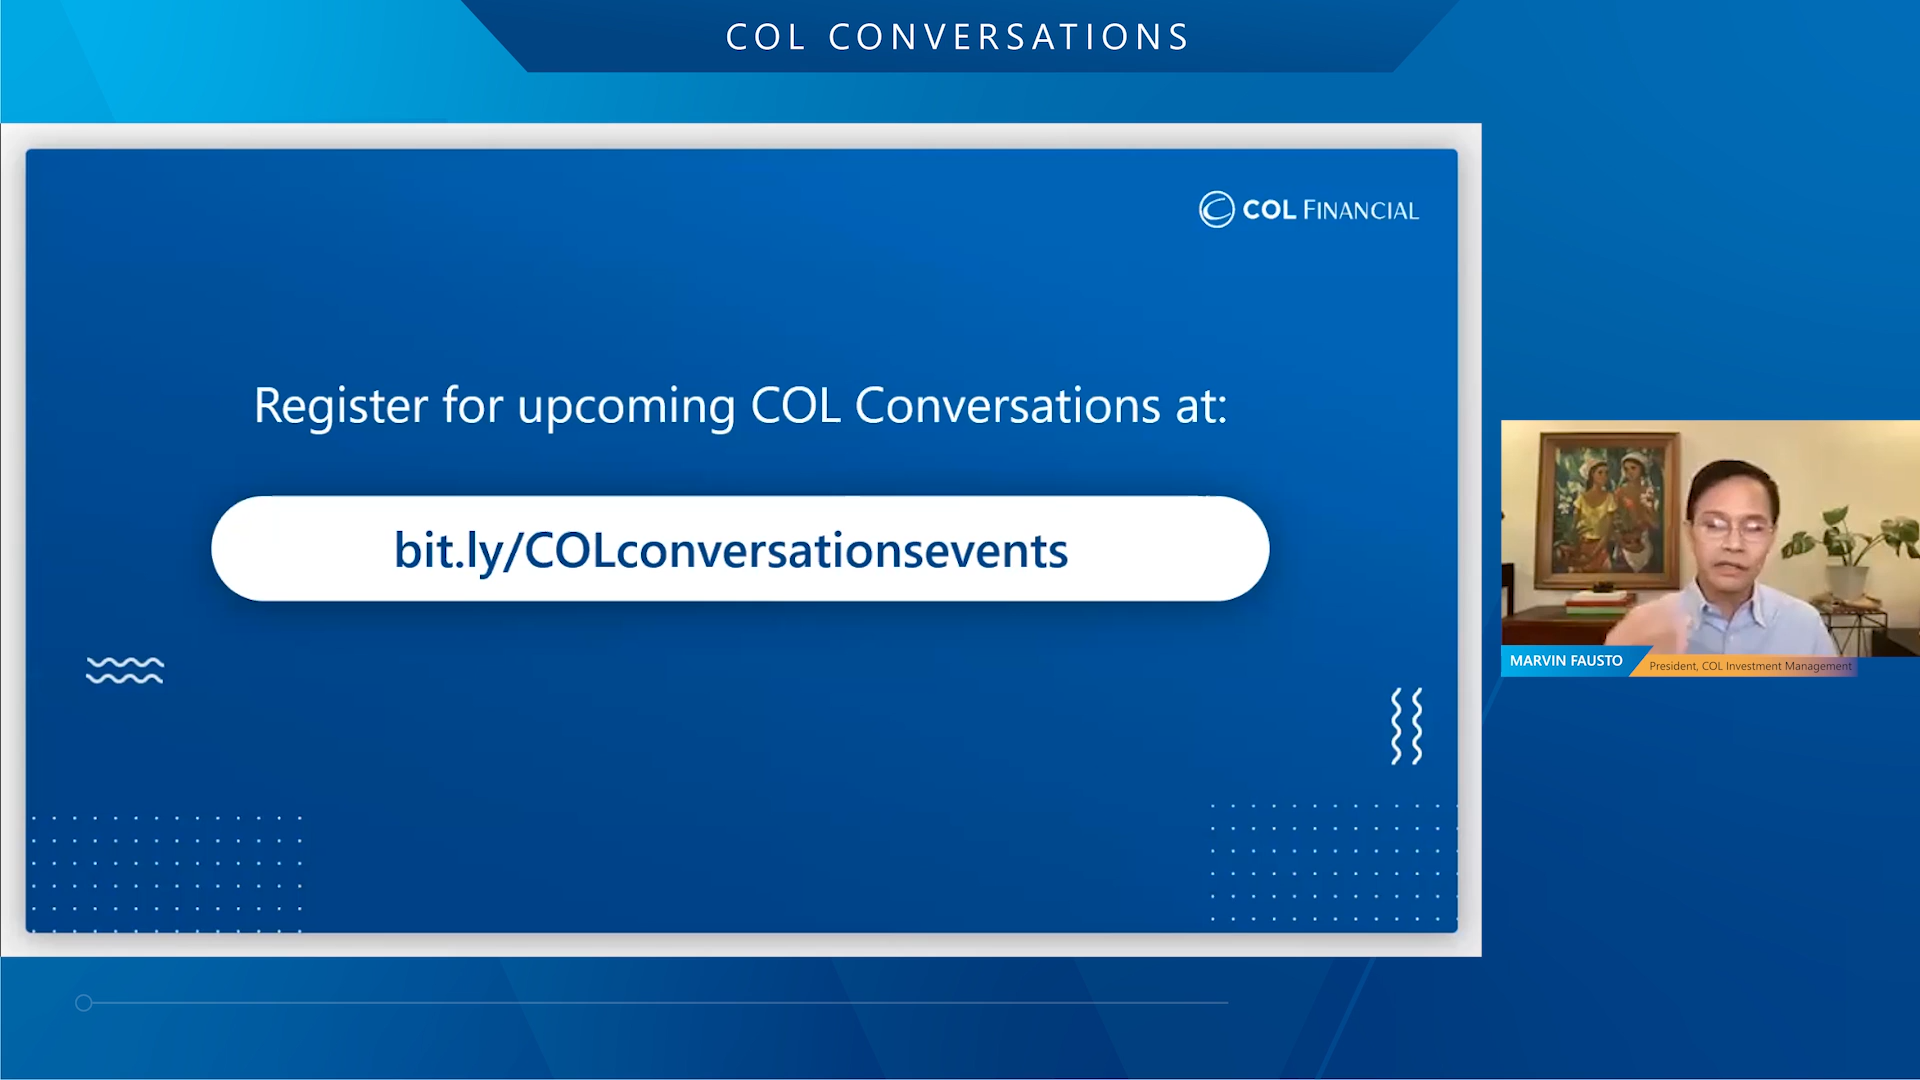 COL CONVERSATIONS
COL FINANCIAL
Register for upcoming COL Conversations at:
bit.ly/COLconversationsevents
MARVIN FAUSTO
President, COL Investment Management